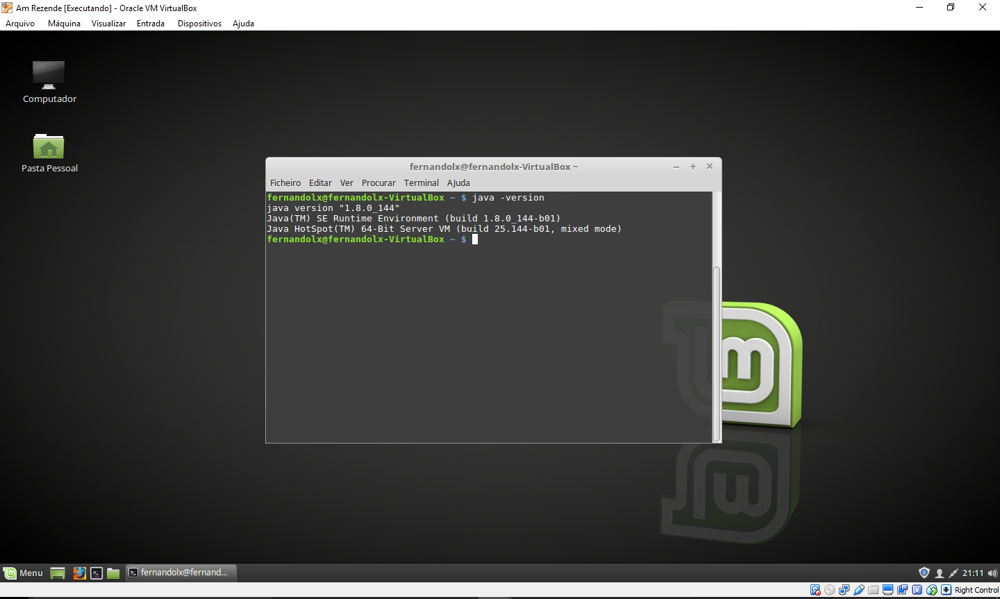 Am Rezende [Executando] - Oracle VM VirtualBox
Arquivo Máquina Visualizar Entrada Dispositivos Ajuda
Computador
Pasta Pessoal
fernandolx@fernandolx-VirtualBox ~
Ficheiro Editar Ver Procurar Terminal AJuda
fernandolx@fernandolx-VirtualBox ~ $ java -version
java version "1.8.0_144"
Java(TM) SE Runtime Environment (build 1.8.0_144-b01)
Java HotSpot(TM) 64-Bit Server VM (build 25.144-b01, mixed mode)
fernandolx@fernandolx-VirtualBox ~ $
Menu fernandolx@fernand... 21:11
Right Control